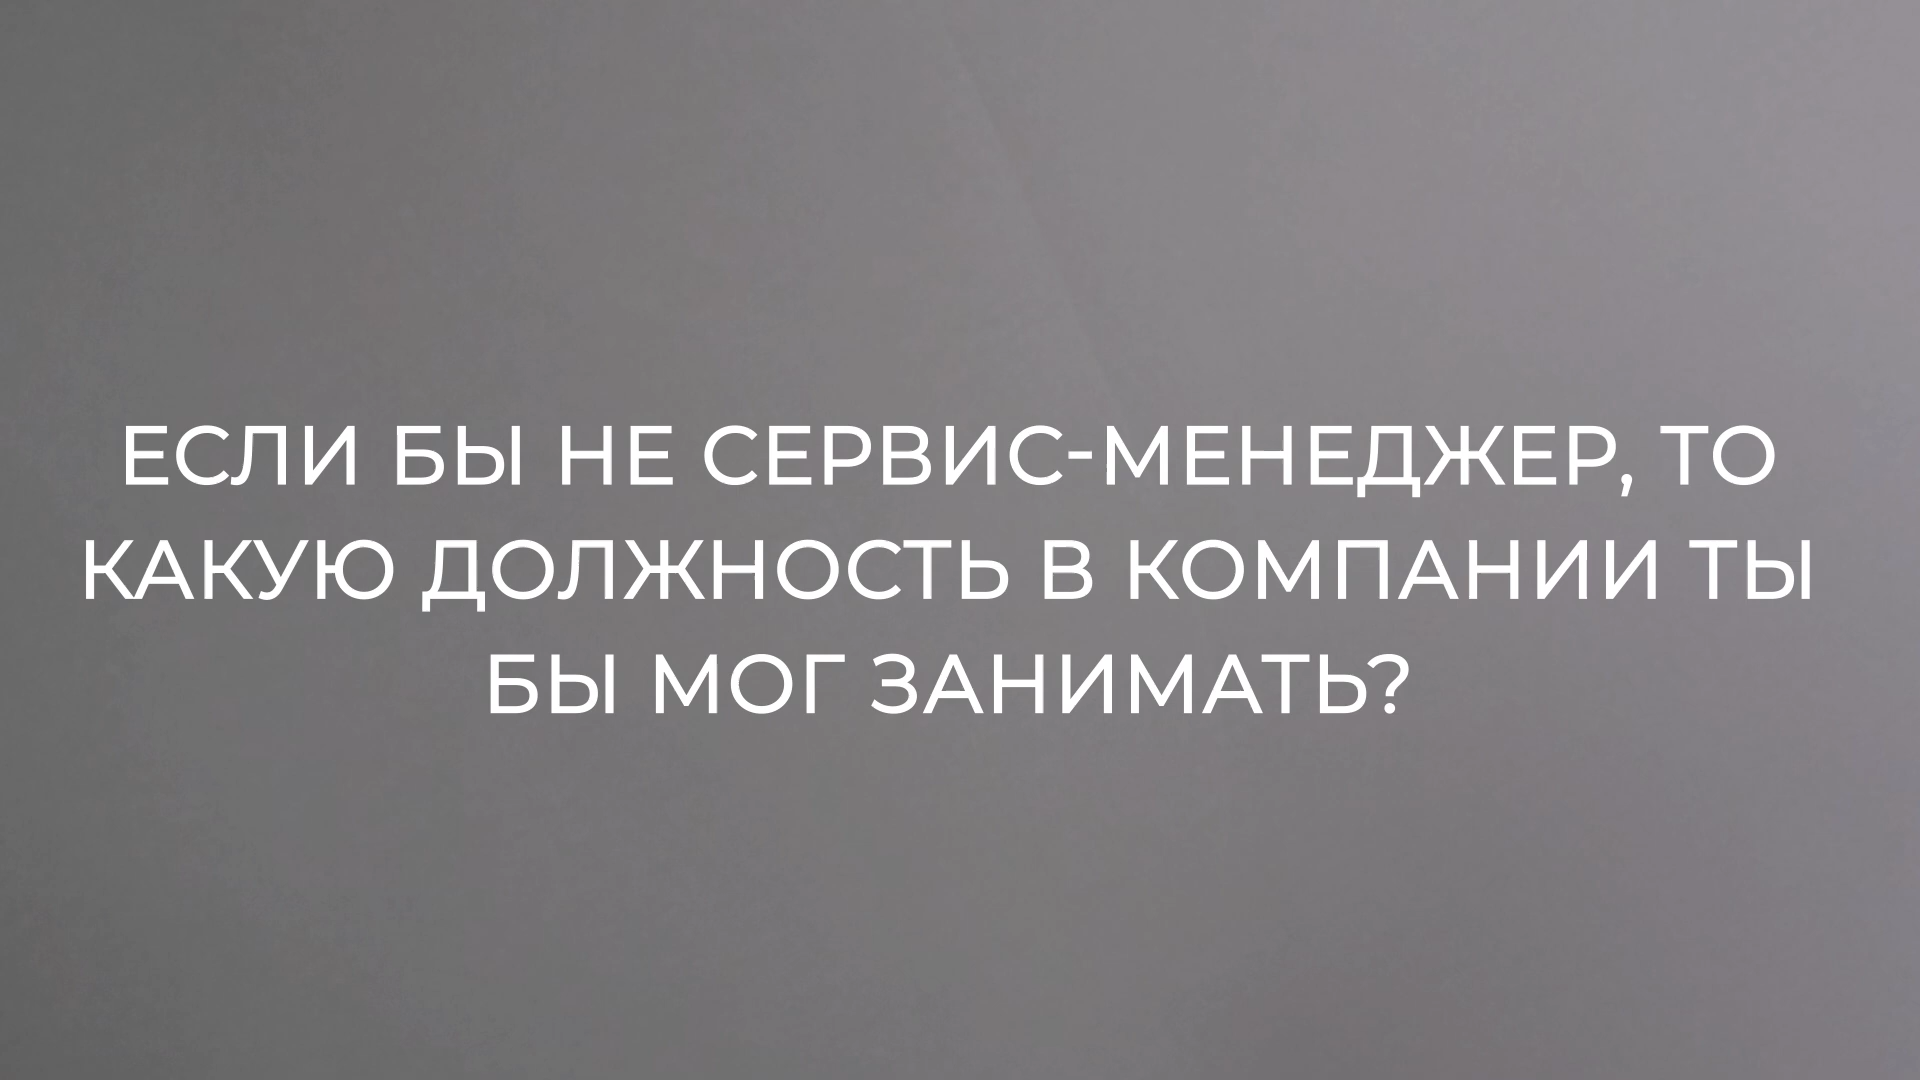 ЕСЛИ БЫ НЕ СЕРВИС-МЕНЕДЖЕР, ТО
КАКУЮ ДОЛЖНОСТЬ В КОМПАНИИ ТЫ
БЫ МОГ ЗАНИМАТЬ?